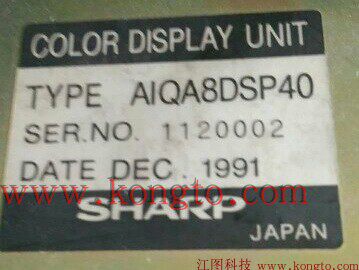 COLOR DISPLAY UNIT
TYPE AIQA8DSP40
SER.NO. 1120002
DATE DEC. 1991
www.kongto.com
SHARP
JAPAN
江图科技 www.kongto.com